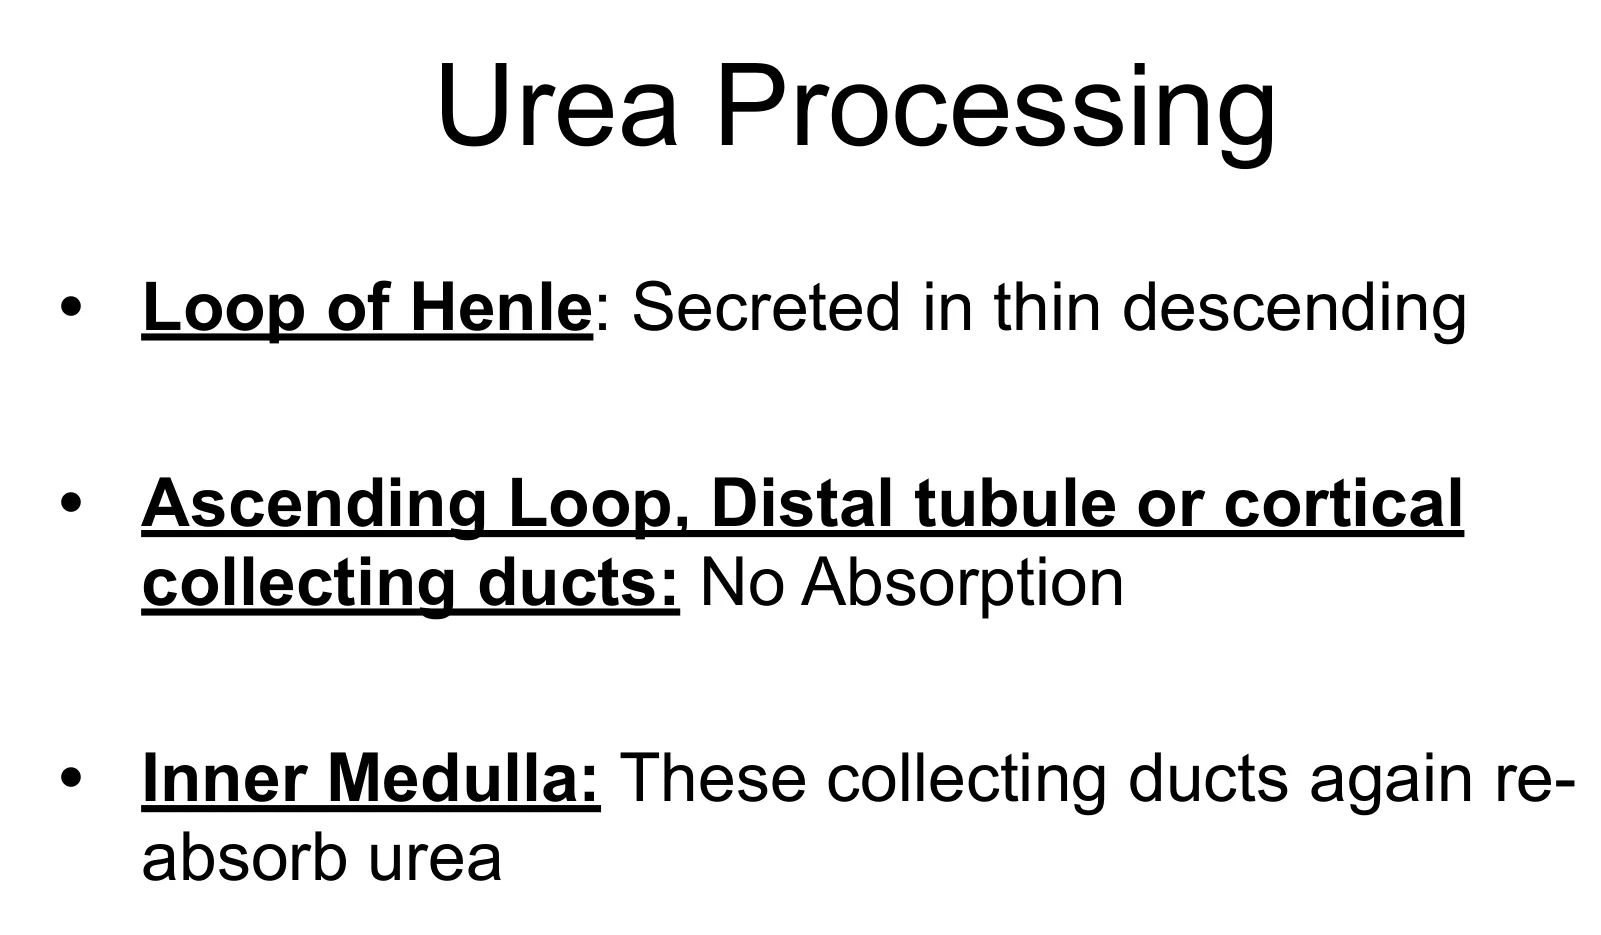 Urea Processing
• Loop of Henle: Secreted in thin descending
• Ascending Loop, Distal tubule or cortical
collecting ducts: No Absorption
• Inner Medulla: These collecting ducts again re-
absorb urea